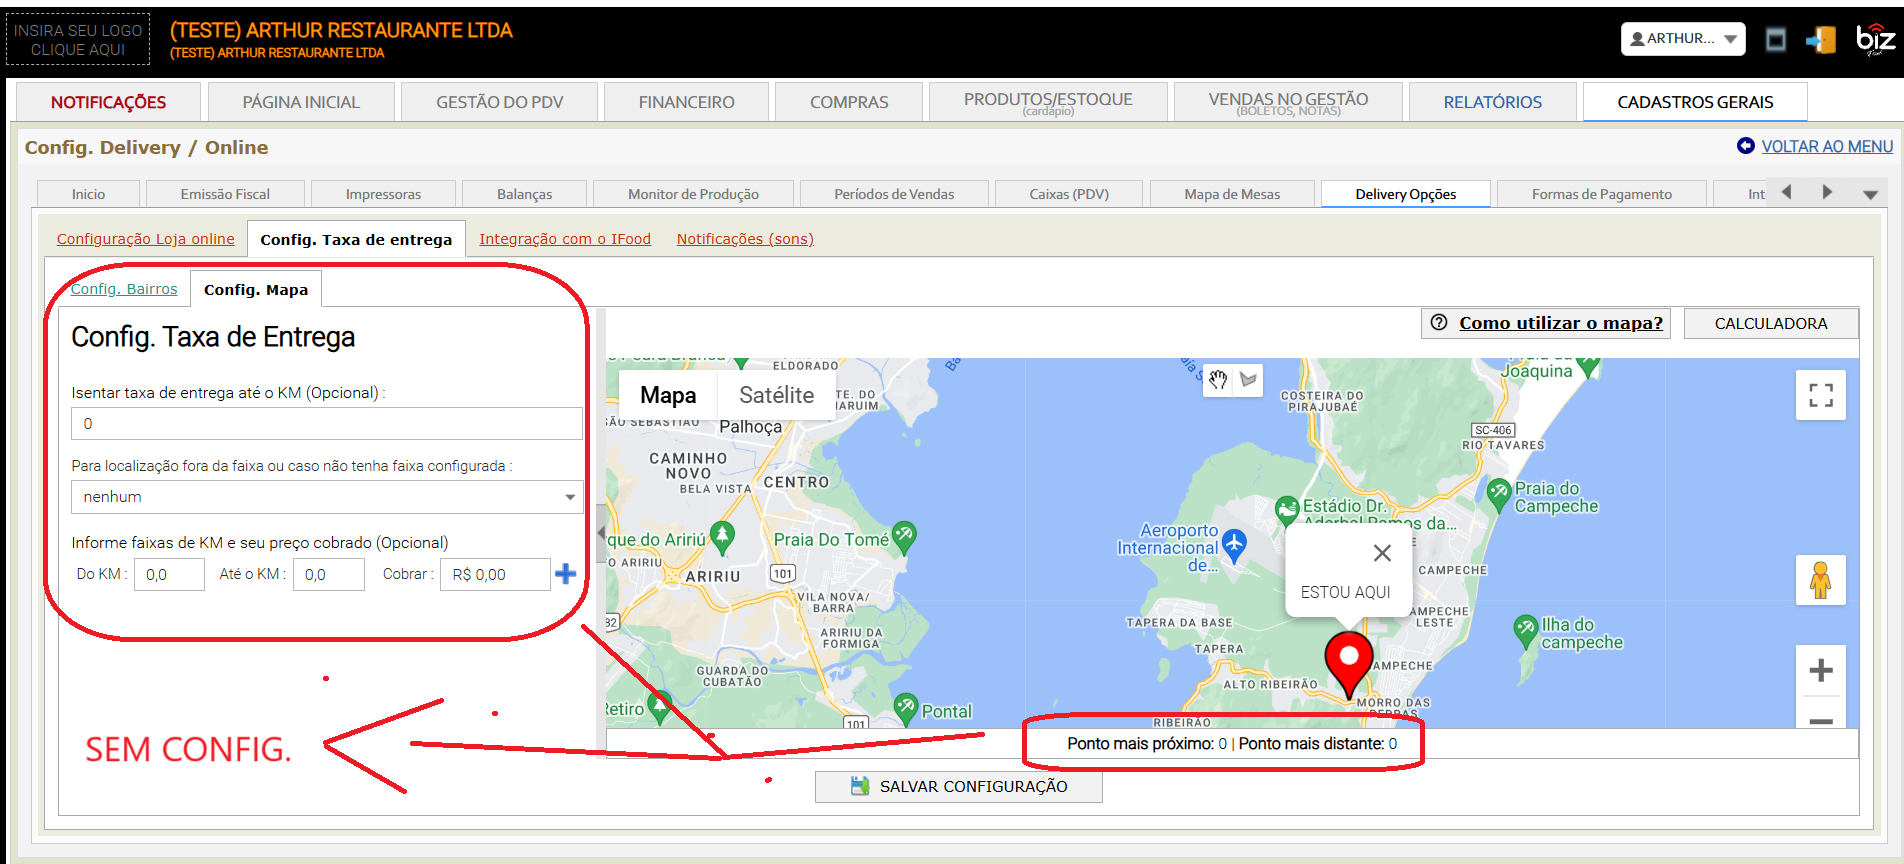 INSIRA SEU LOGO
CLIQUE AQUI
(TESTE) ARTHUR RESTAURANTE LTDA
(TESTE) ARTHUR RESTAURANTE LTDA
ARTHUR...
biz
NOTIFICAÇÕES
PÁGINA INICIAL
GESTÃO DO PDV
FINANCEIRO
COMPRAS
PRODUTOS/ESTOQUE
(cardápio)
VENDAS NO GESTÃO
(BOLETOS, NOTAS)
RELATÓRIOS
CADASTROS GERAIS
Config. Delivery / Online
VOLTAR AO MENU
Inicio
Emissão Fiscal
Impressoras
Balanças
Monitor de Produção
Períodos de Vendas
Caixas (PDV)
Mapa de Mesas
Delivery Opções
Formas de Pagamento
Int
Configuração Loja online
Config. Taxa de entrega
Integração com o IFood
Notificações (sons)
Config. Bairros
Config. Mapa
Config. Taxa de Entrega
Como utilizar o mapa?
CALCULADORA
Isentar taxa de entrega até o KM (Opcional) :
0
Para localização fora da faixa ou caso não tenha faixa configurada :
nenhum
Informe faixas de KM e seu preço cobrado (Opcional)
Do KM : 0,0 Até o KM : 0,0 Cobrar : R$ 0,00
Mapa
Satélite
ELDORADO
TE. DO
ARUIM
ÃO SEBASTIÃO
Palhoça
CAMINHO
NOVO
BELA VISTA
CENTRO
que do Aririú
Praia Do Tomé
O ARIRIU
ARIRIU
101
VILA NOVA/
BARRA
82
ARIRIU DA
FORMIGA
GUARDA DO
CUBATÃO
Retiro
101
Pontal
Joaquina
COSTEIRA DO
PIRAJUBAÉ
SC-406
RIO TAVARES
Praia do
Campeche
Estádio Dr.
Aderbal Ramos da...
Aeroporto
Internacional
de...
CAMPECHE
ESTOU AQUI
AMPECHE
LESTE
TAPERA DA BASE
TAPERA
Ilha do
campeche
AMPECHE
ALTO RIBEIRÃO
MORRO DAS
PEDRAS
RIBEIRÃO
Ponto mais próximo: 0 | Ponto mais distante: 0
SEM CONFIG.
SALVAR CONFIGURAÇÃO